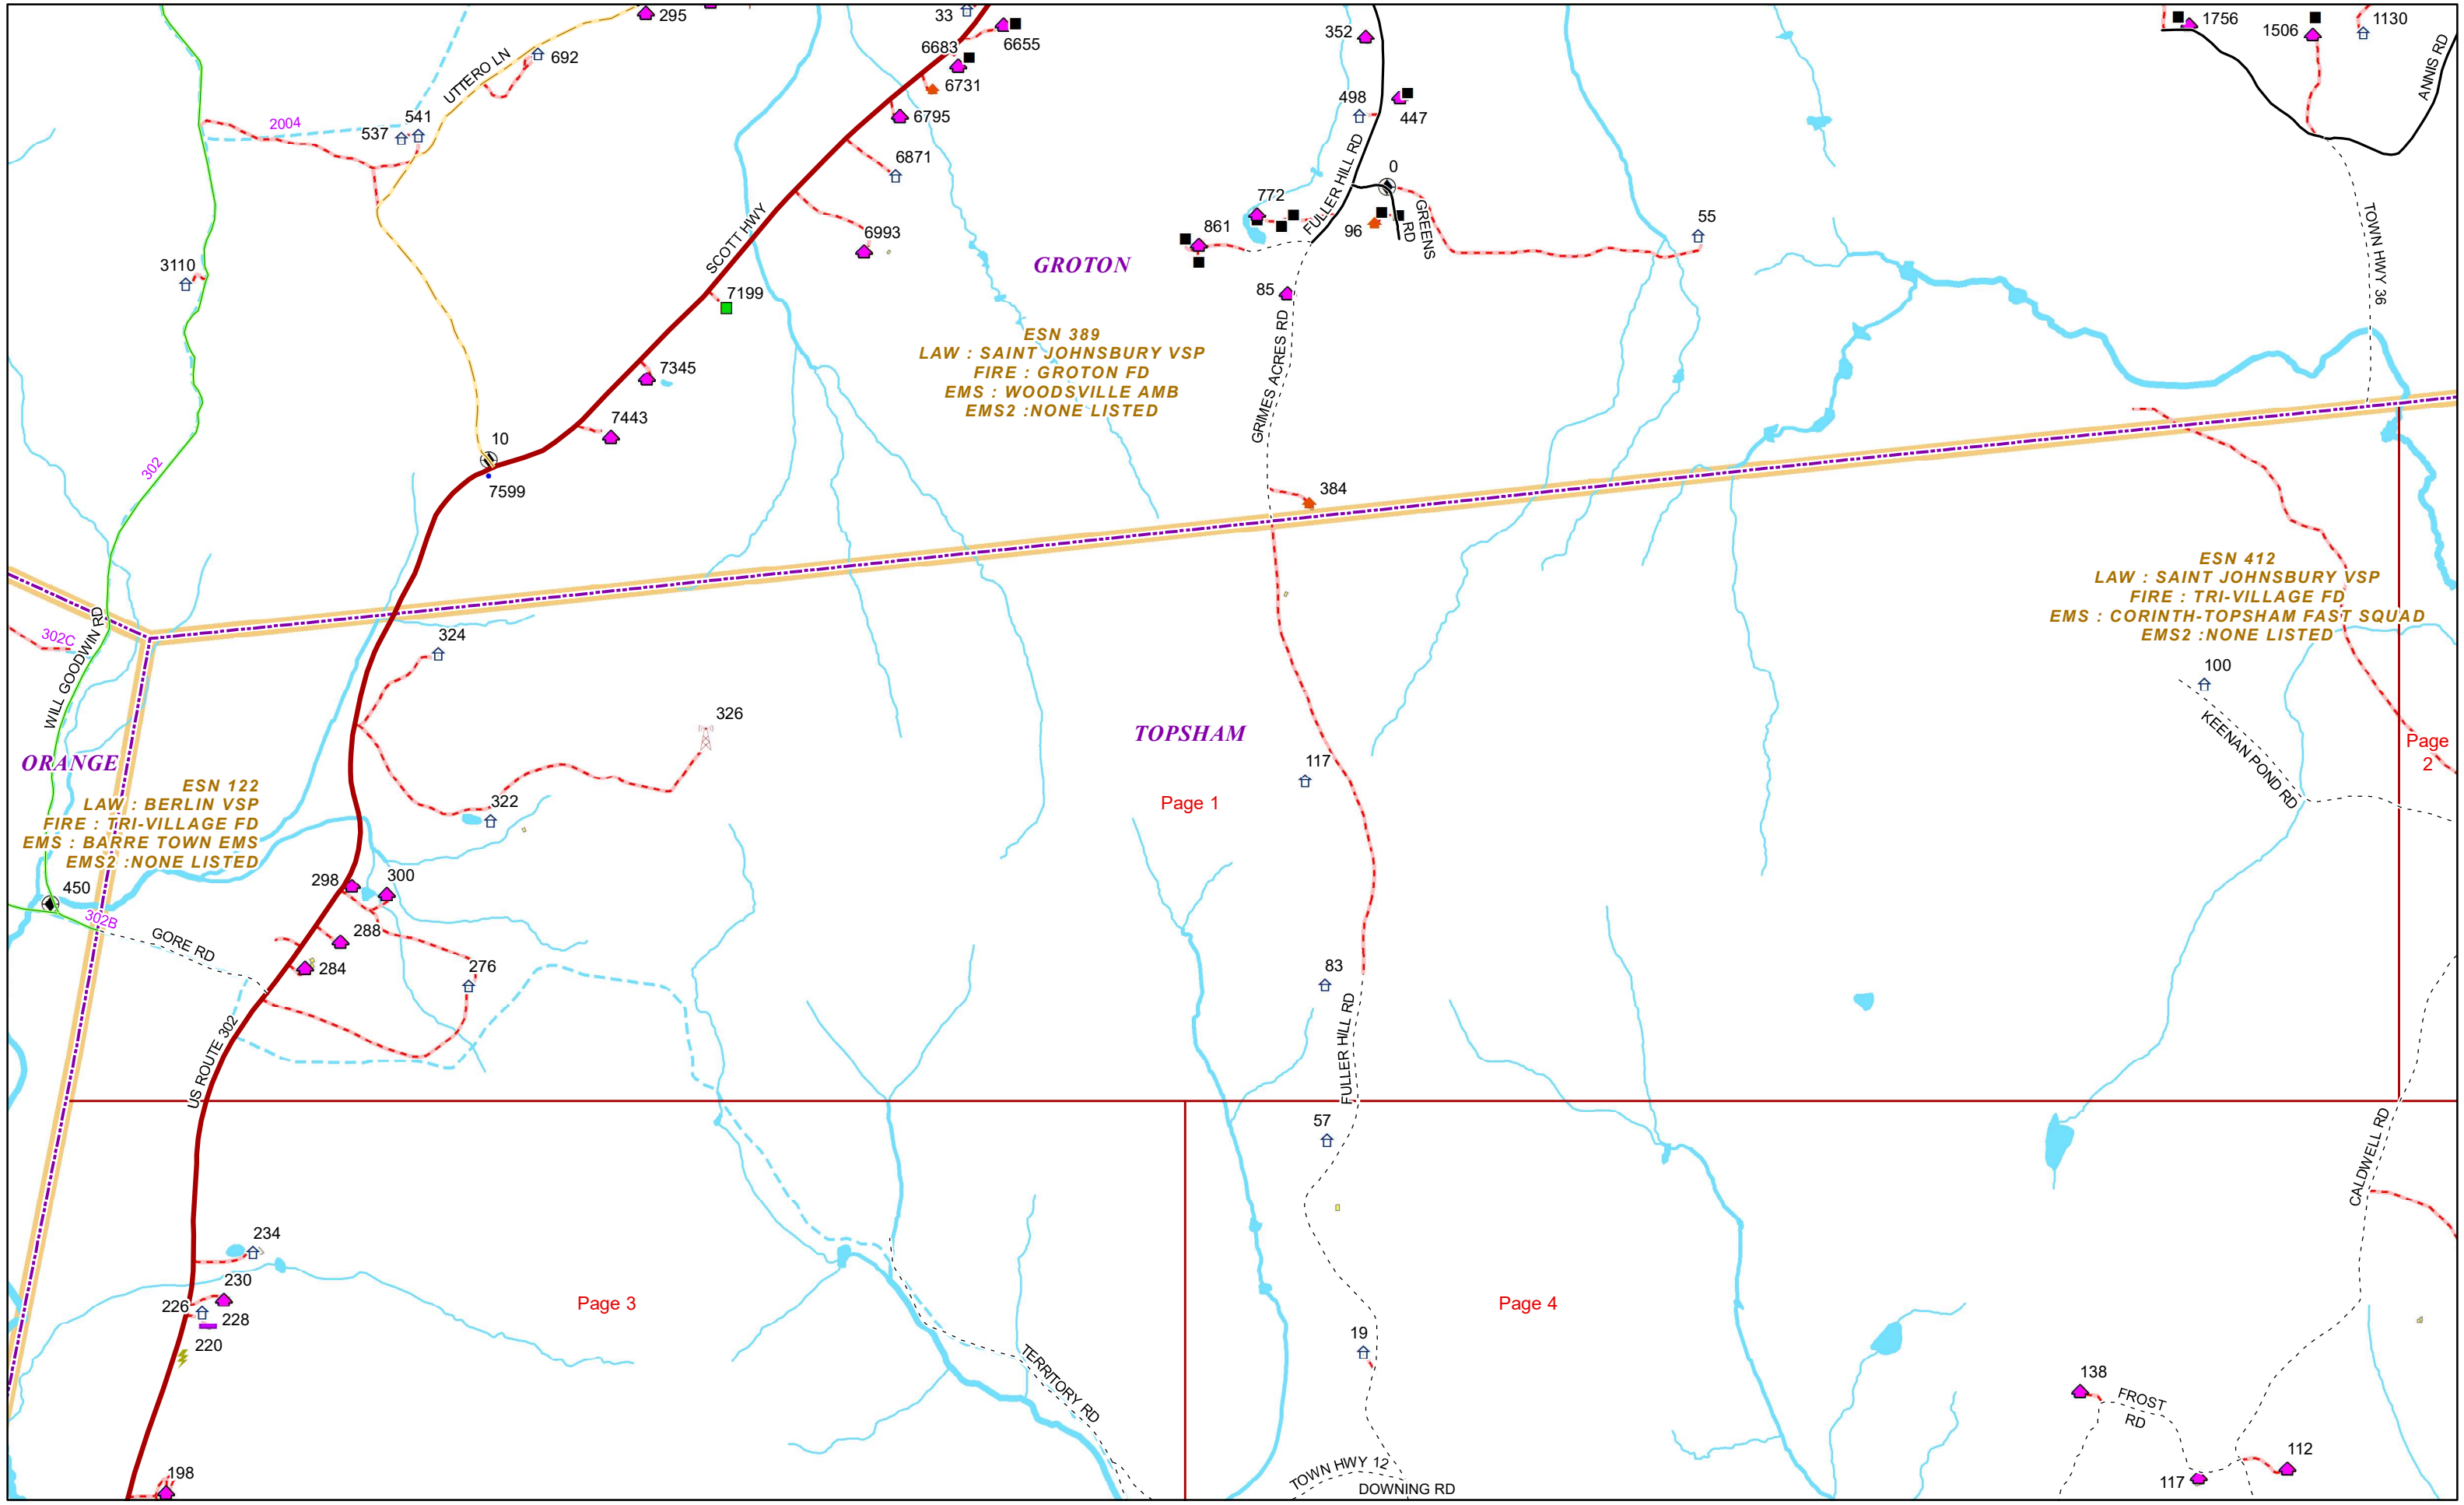 295
33
6655
6683
6731
352
1756
1506
1130
ANNIS RD
UTTERO LN
692
6795
498
447
2004
537
541
6871
FULLER HILL RD
0
772
GREENS
RD
96
861
55
TOWN HWY 36
SCOTT HWY
6993
3110
GROTON
7199
85
ESN 389
LAW : SAINT JOHNSBURY VSP
FIRE : GROTON FD
EMS : WOODSVILLE AMB
EMS2 :NONE LISTED
GRIMES ACRES RD
7345
7443
10
7599
302
384
ESN 412
LAW : SAINT JOHNSBURY VSP
FIRE : TRI-VILLAGE FD
EMS : CORINTH-TOPSHAM FAST SQUAD
EMS2 :NONE LISTED
302C
WILL GOODWIN RD
324
100
KEENAN POND RD
326
TOPSHAM
Page
2
ORANGE
117
ESN 122
LAW : BERLIN VSP
FIRE : TRI-VILLAGE FD
EMS : BARRE TOWN EMS
EMS2 :NONE LISTED
322
Page 1
450
298
300
302B
GORE RD
288
284
276
83
FULLER HILL RD
US ROUTE 302
57
CALDWELL RD
234
230
226
228
220
Page 3
Page 4
19
TERRITORY RD
138
FROST
RD
198
TOWN HWY 12
DOWNING RD
117
112